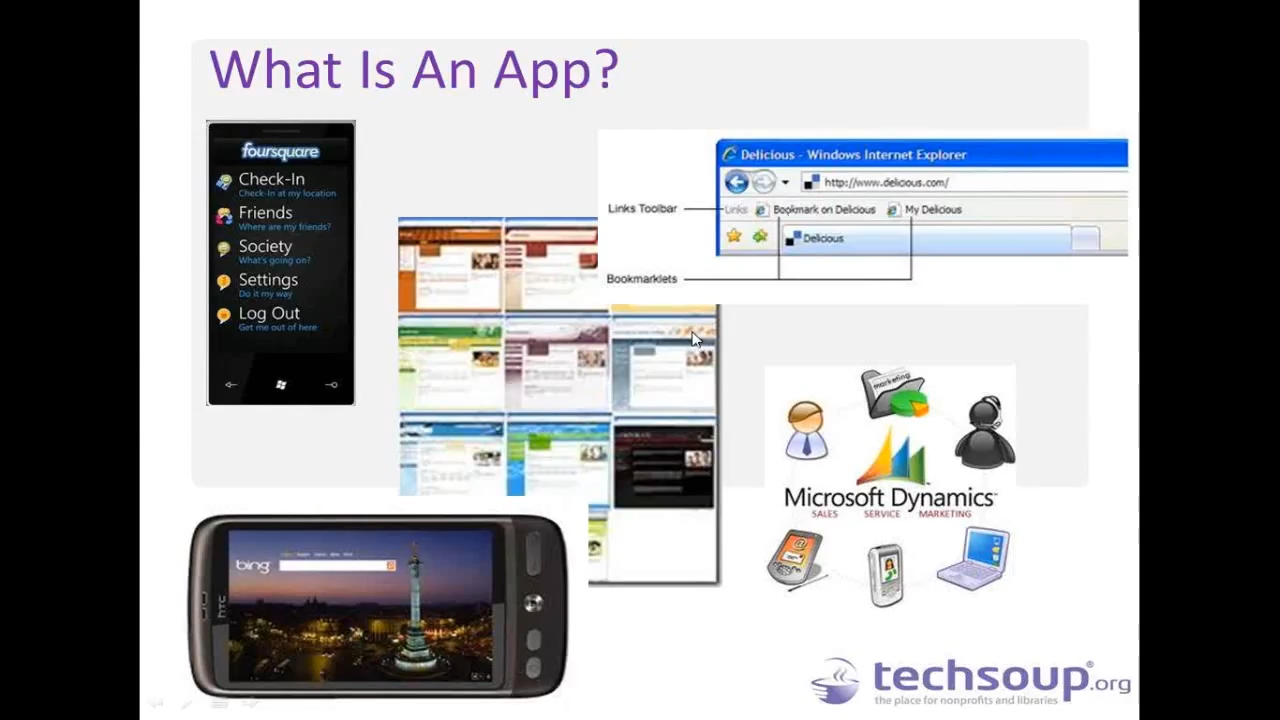 What Is An App?
foursquare
Check-In
Check-In at my location
Friends
Where are my friends?
Society
What's going on?
Settings
Do it my way
Log Out
Get me out of here
Delicious - Windows Internet Explorer
http://www.delicious.com/
Links Toolbar
Links
Bookmark on Delicious
My Delicious
Delicious
Bookmarklets
marketing
Microsoft Dynamics™
SALES SERVICE MARKETING
bing
htc
techsoup®.org
the place for nonprofits and libraries